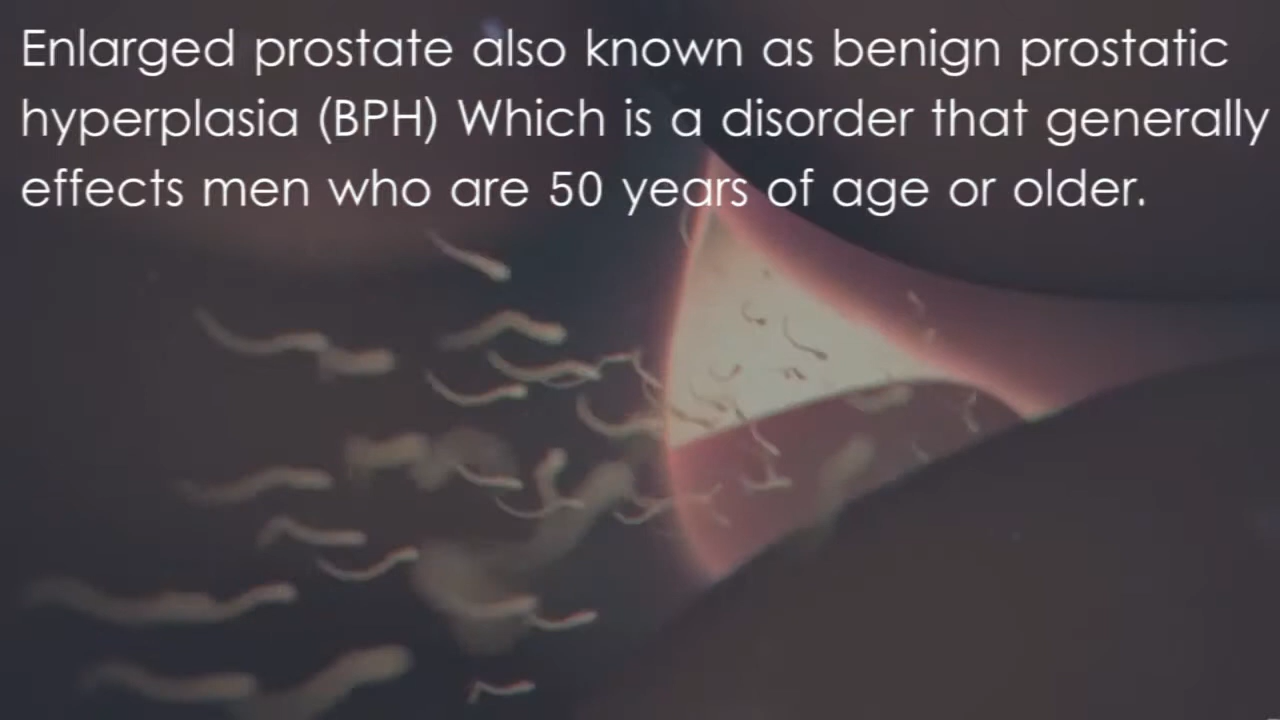 Enlarged prostate also known as benign prostatic
hyperplasia (BPH) Which is a disorder that generally
effects men who are 50 years of age or older.